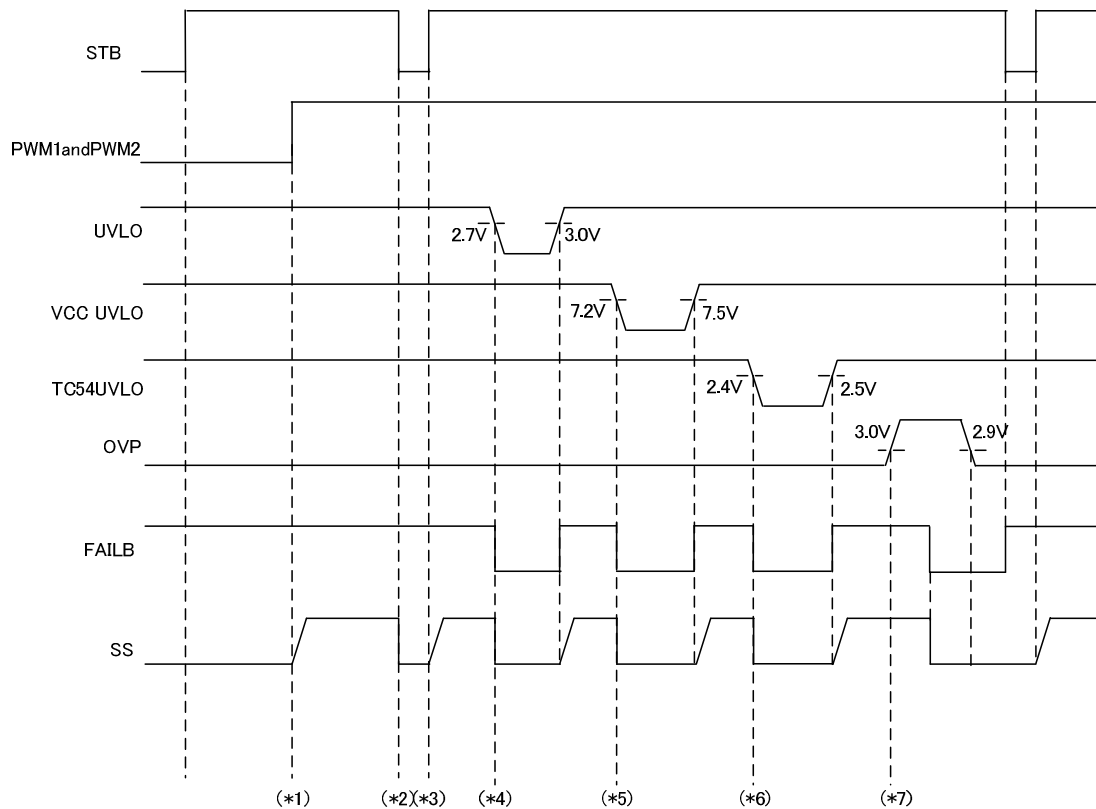 STB
PWM1andPWM2
UVLO
2.7V 3.0V
VCC UVLO
7.2V 7.5V
TC54UVLO
2.4V 2.5V
OVP
3.0V 2.9V
FAILB
SS
(*1) (*2)(*3) (*4) (*5) (*6) (*7)